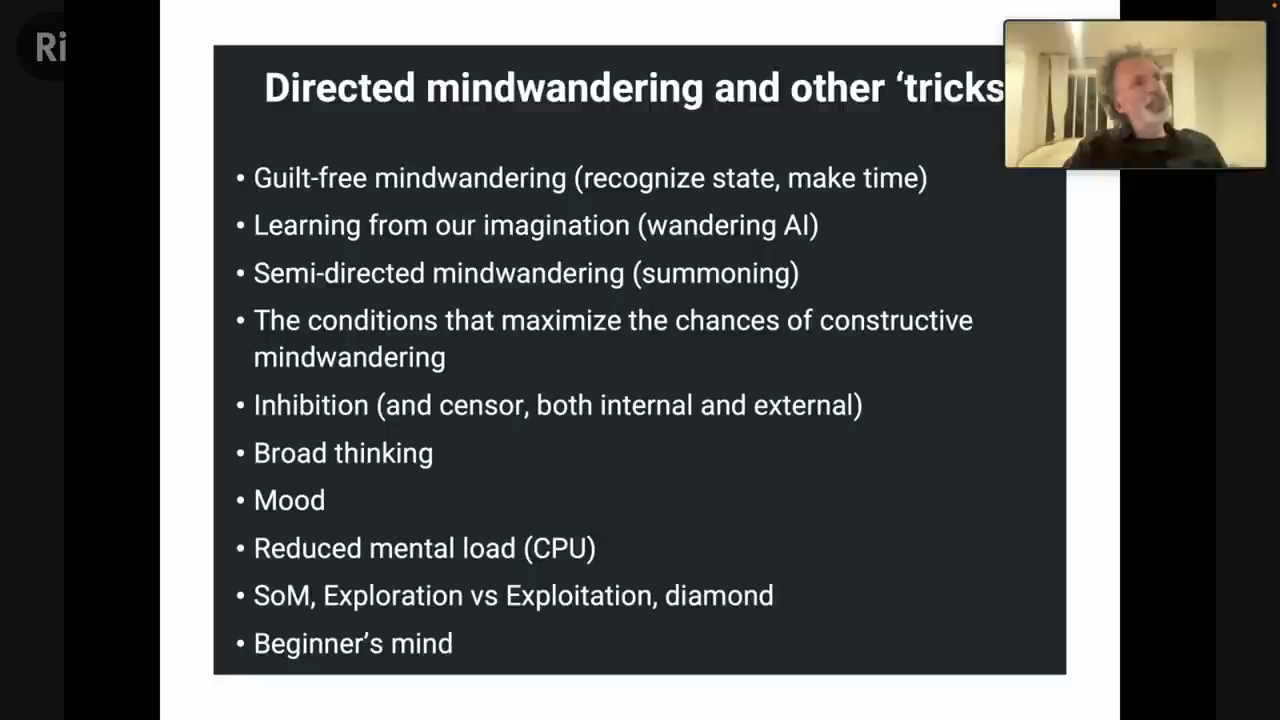 Ri
Directed mindwandering and other ‘tricks
• Guilt-free mindwandering (recognize state, make time)
• Learning from our imagination (wandering AI)
• Semi-directed mindwandering (summoning)
• The conditions that maximize the chances of constructive
mindwandering
• Inhibition (and censor, both internal and external)
• Broad thinking
• Mood
• Reduced mental load (CPU)
• SoM, Exploration vs Exploitation, diamond
• Beginner’s mind